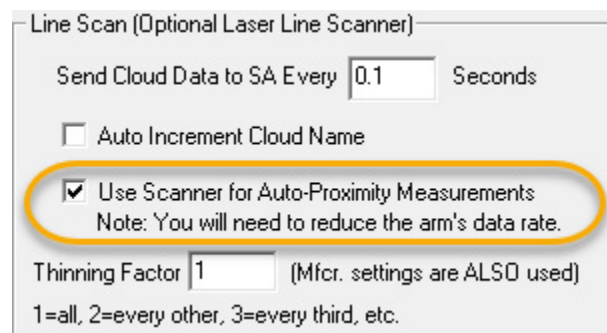 Line Scan (Optional Laser Line Scanner)
Send Cloud Data to SA Every 0.1 Seconds
Auto Increment Cloud Name
Use Scanner for Auto-Proximity Measurements
Note: You will need to reduce the arm's data rate.
Thinning Factor 1 (Mfcr. settings are ALSO used)
1=all, 2=every other, 3=every third, etc.